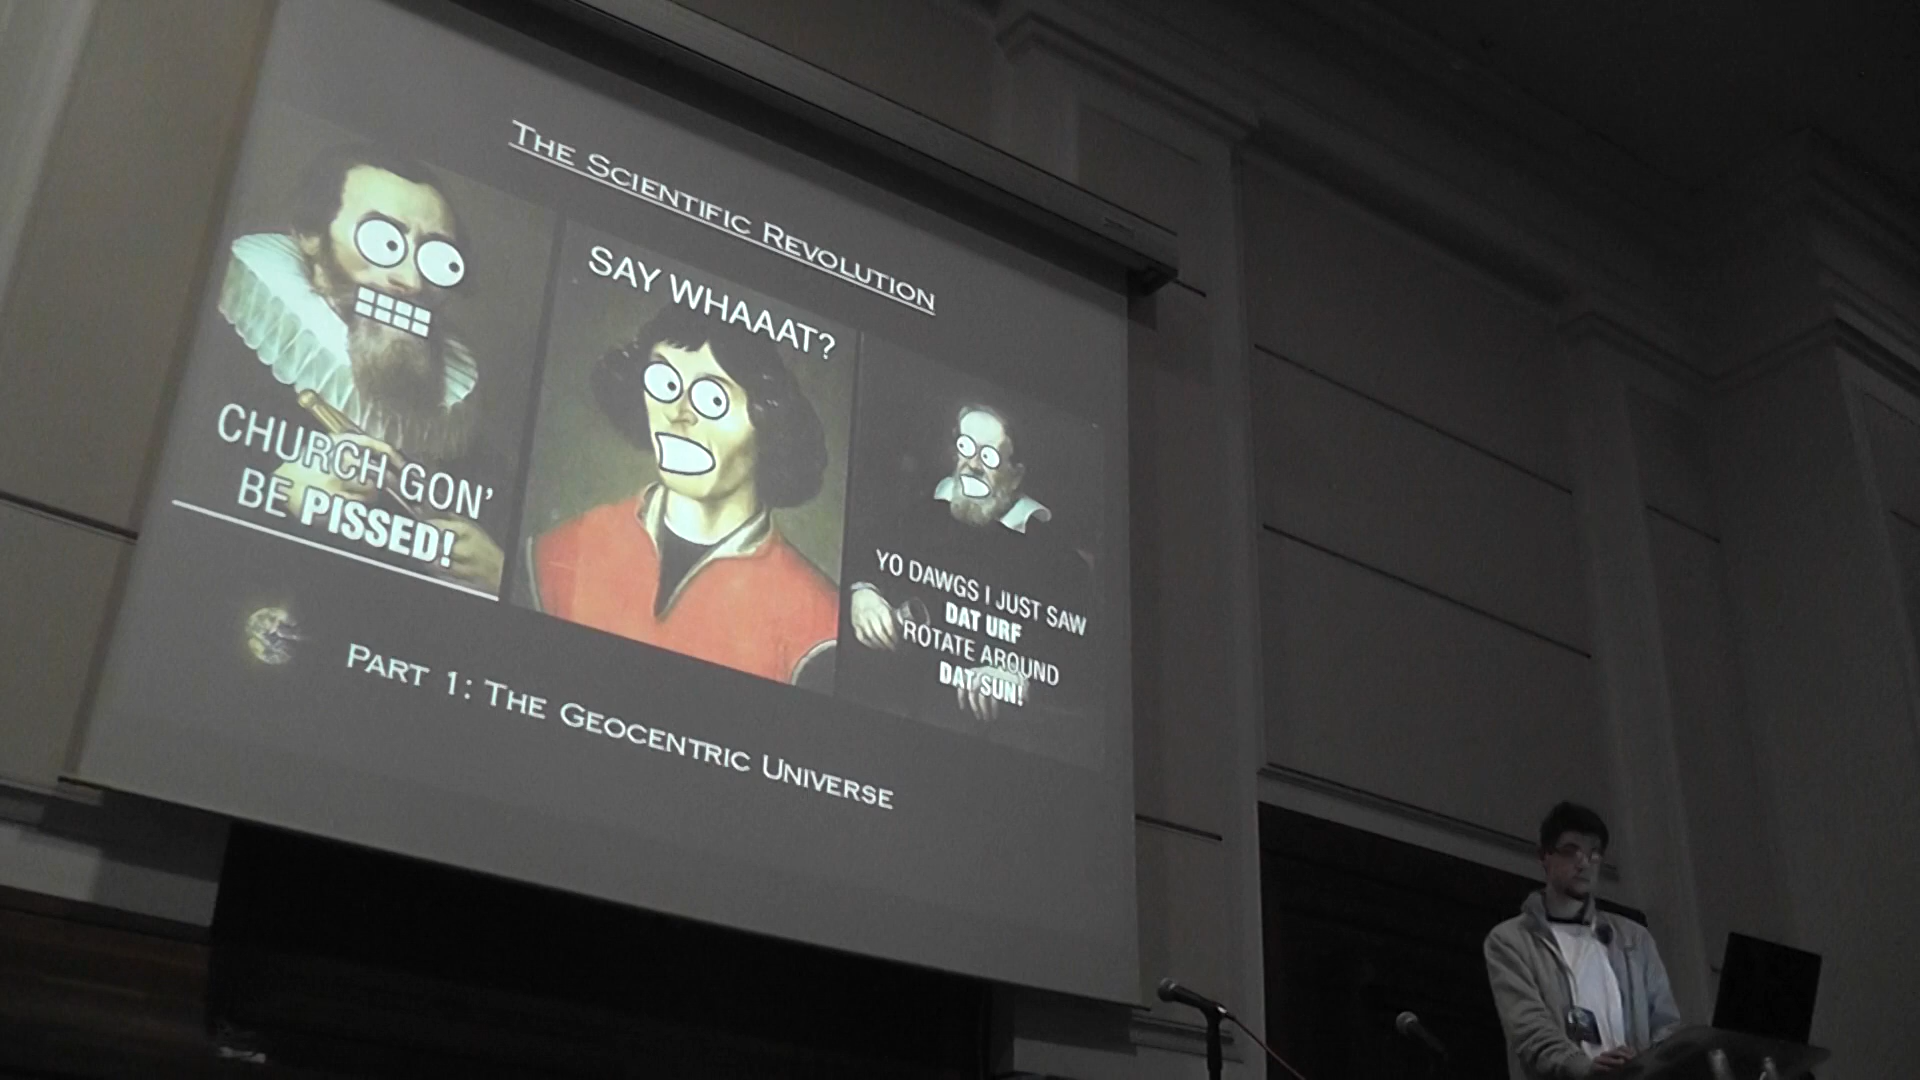 The Scientific Revolution
SAY WHAAAT?
CHURCH GON'
BE PISSED!
YO DAWGS I JUST SAW
DAT URF
ROTATE AROUND
DAT SUN!
Part 1: The Geocentric Universe